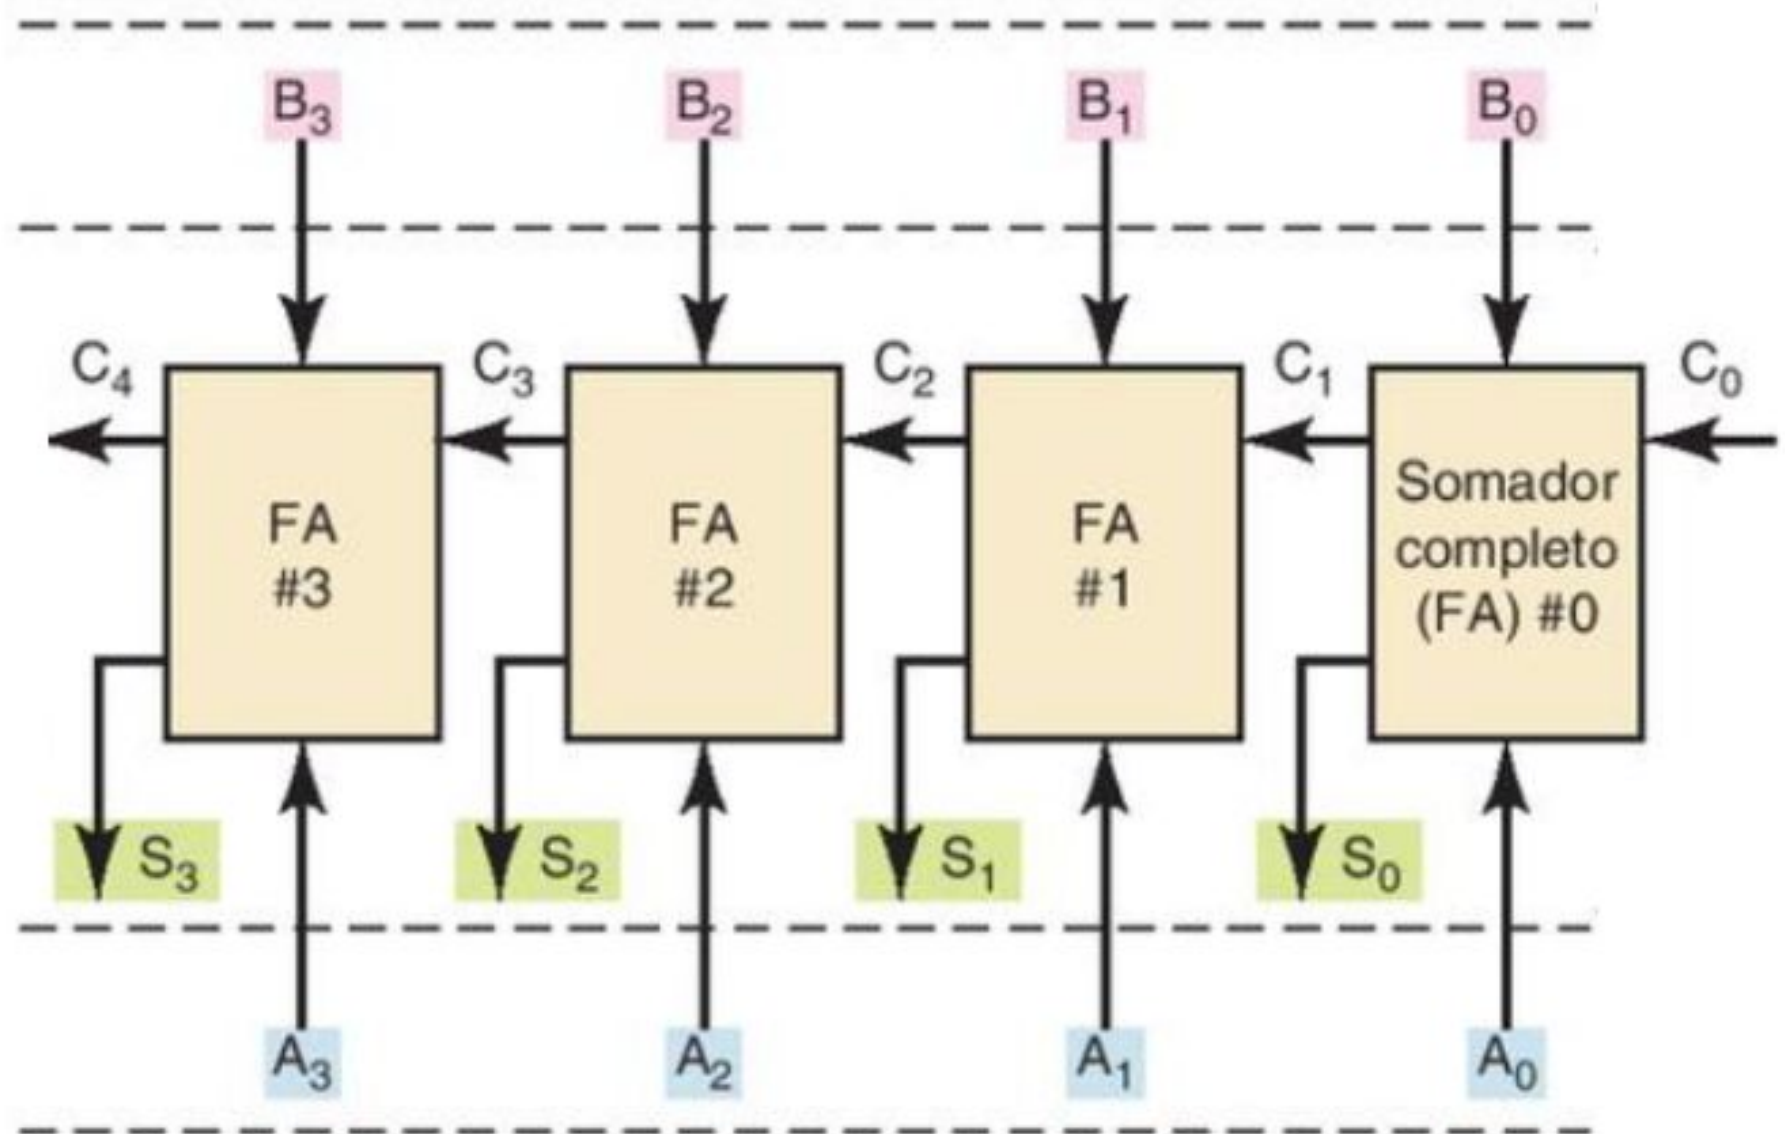 B₃ B₂ B₁ B₀
C₄ C₃ C₂ C₁ C₀
FA
#3
FA
#2
FA
#1
Somador
completo
(FA) #0
S₃ S₂ S₁ S₀
A₃ A₂ A₁ A₀